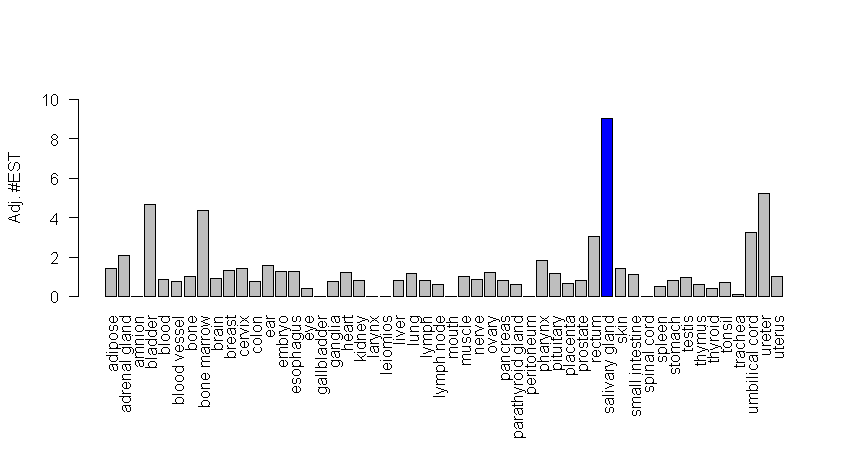 Adj. #EST
10
8
6
4
2
0
adipose
adrenal gland
amnion
bladder
blood
blood vessel
bone
bone marrow
brain
breast
cervix
colon
ear
embryo
esophagus
eye
gallbladder
ganglia
heart
kidney
larynx
leiomios
liver
lung
lymph
lymph node
mouth
muscle
nerve
ovary
pancreas
parathyroid gland
peritoneum
pharynx
pituitary
placenta
prostate
rectum
salivary gland
skin
small intestine
spinal cord
spleen
stomach
testis
thymus
thyroid
tonsil
trachea
umbilical cord
ureter
uterus